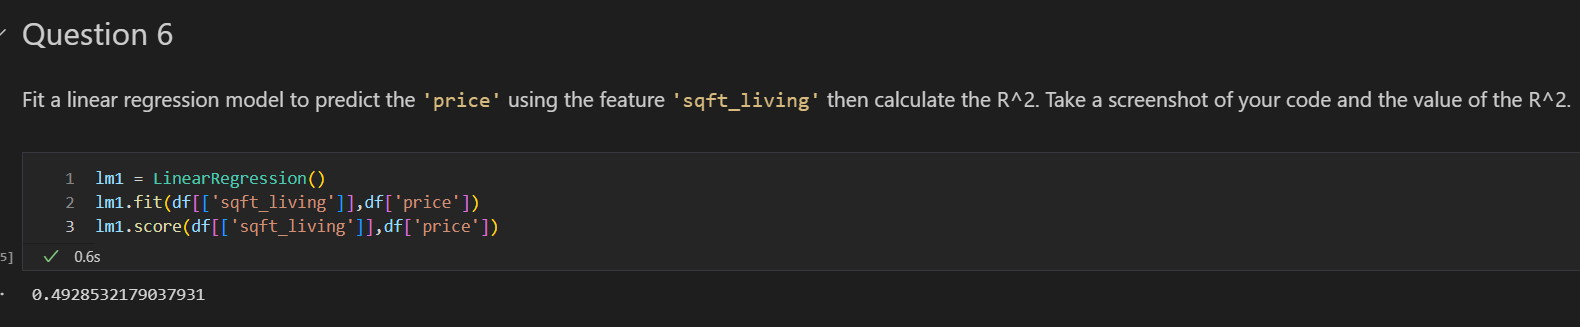 Question 6
Fit a linear regression model to predict the 'price' using the feature 'sqft_living' then calculate the R^2. Take a screenshot of your code and the value of the R^2.
1 lm1 = LinearRegression()
2 lm1.fit(df[['sqft_living']],df['price'])
3 lm1.score(df[['sqft_living']],df['price'])
5] ✓ 0.6s
0.4928532179037931